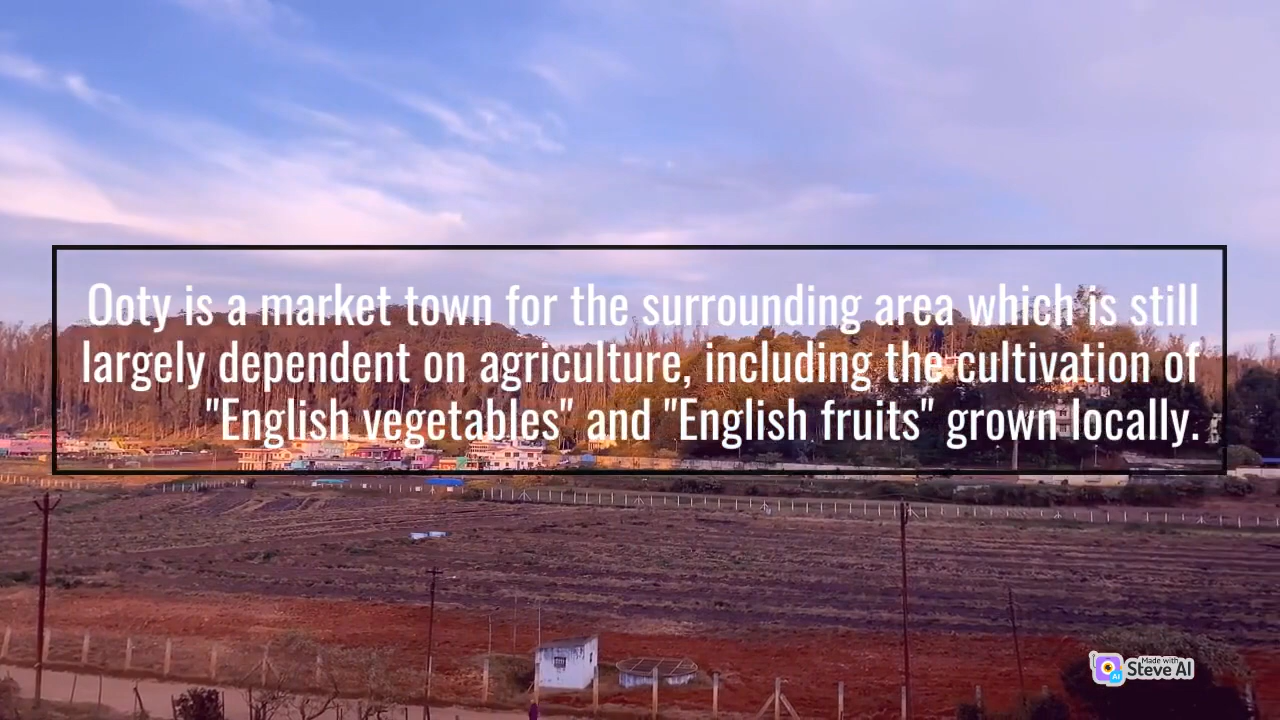 Ooty is a market town for the surrounding area which is still
largely dependent on agriculture, including the cultivation of
"English vegetables" and "English fruits" grown locally.
Made with
Steve AI
AI